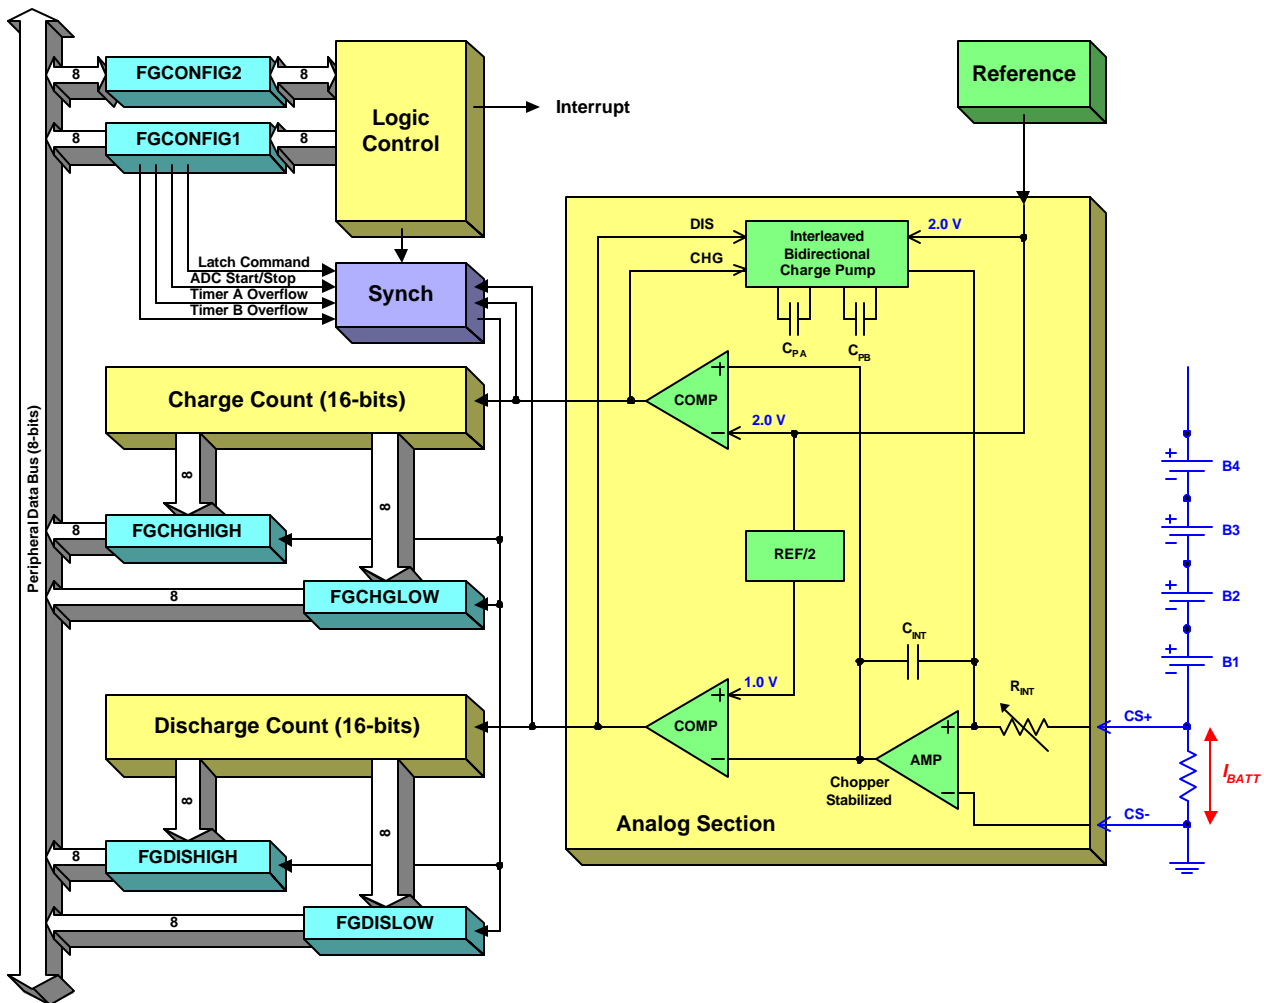 Peripheral Data Bus (8-bits)
8
FGCONFIG2
8
8
FGCONFIG1
8
Logic
Control
Interrupt
Reference
Latch Command
ADC Start/Stop
Timer A Overflow
Timer B Overflow
Synch
DIS
CHG
Interleaved
Bidirectional
Charge Pump
2.0 V
CPA
CPB
Charge Count (16-bits)
8
8
8
FGCHGHIGH
8
FGCHGLOW
+
COMP
−
2.0 V
REF/2
1.0 V
+
COMP
−
CINT
RINT
+
AMP
−
Chopper
Stabilized
Analog Section
Discharge Count (16-bits)
8
8
8
FGDISHIGH
8
FGDISLOW
+
−
B4
+
−
B3
+
−
B2
+
−
B1
CS+
CS-
IBATT